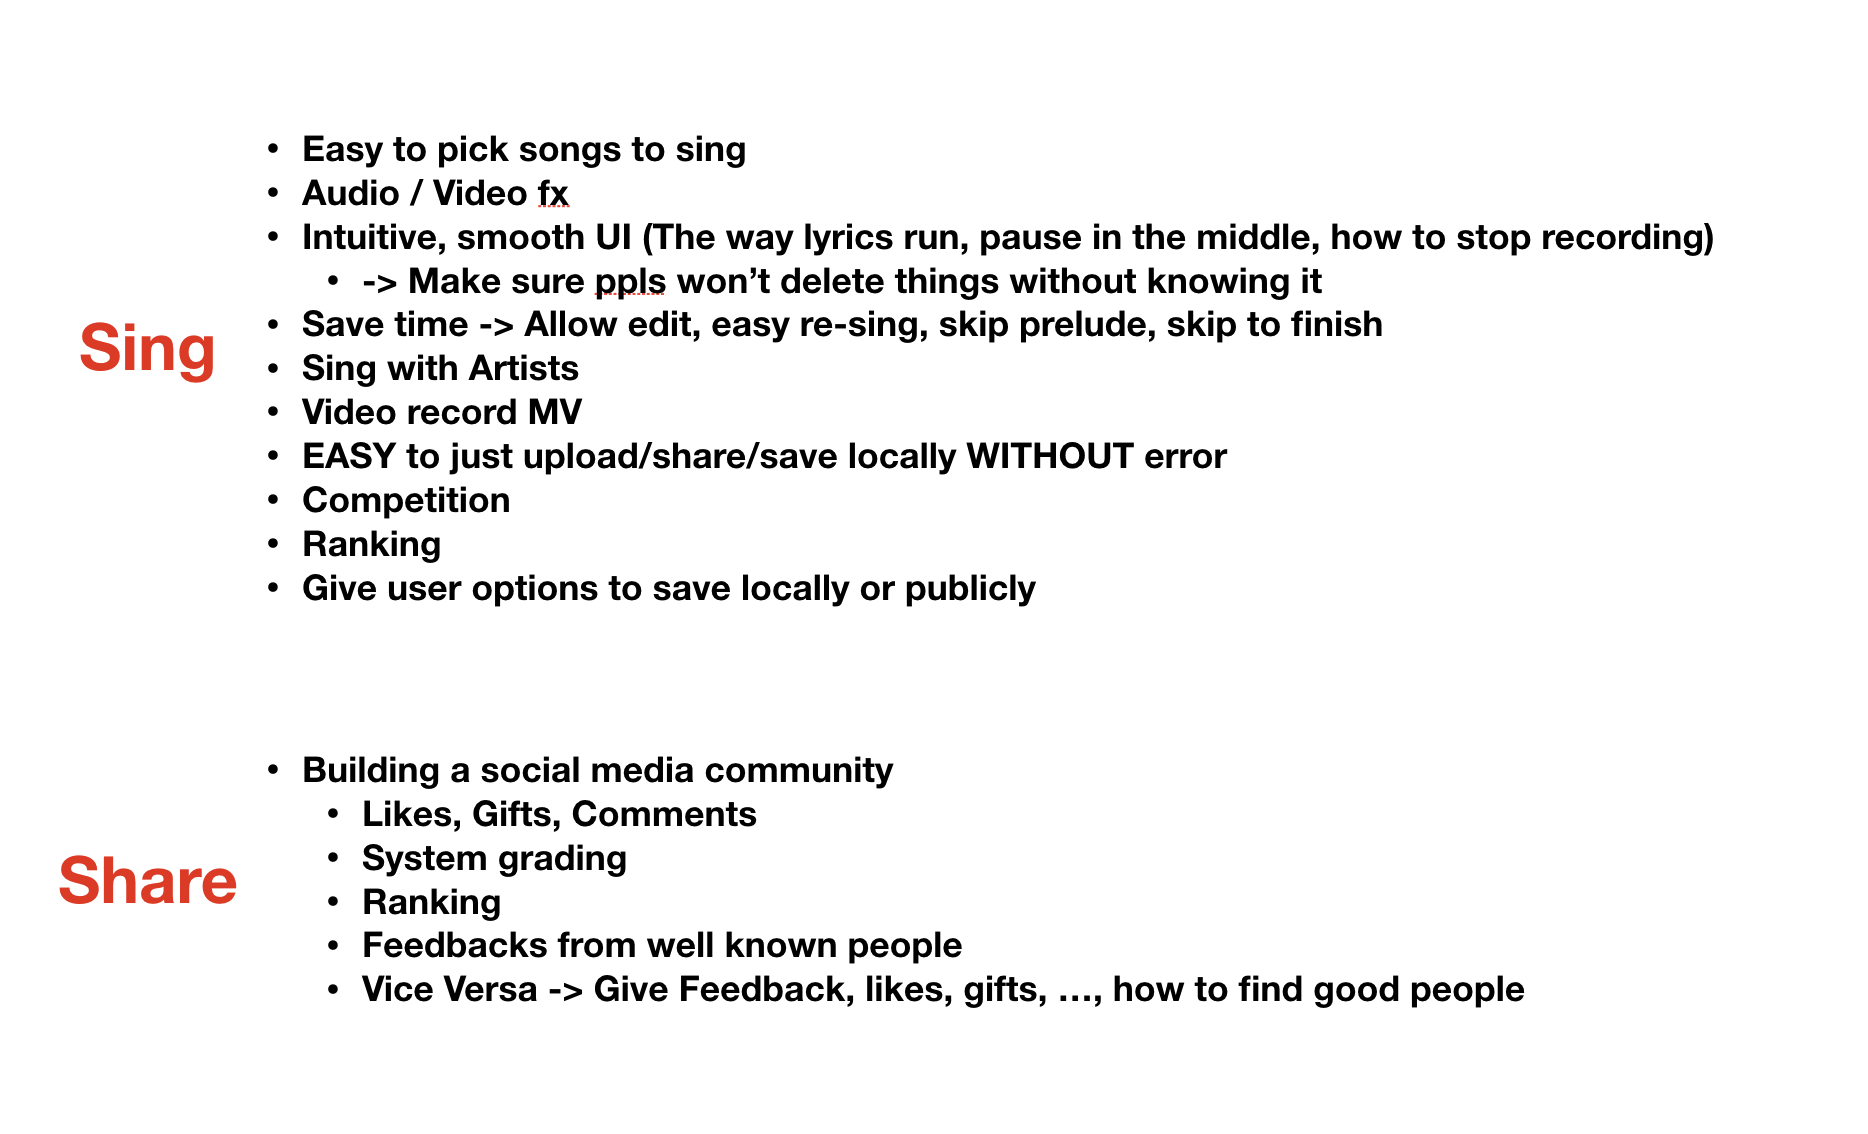 Sing
• Easy to pick songs to sing
• Audio / Video fx
• Intuitive, smooth UI (The way lyrics run, pause in the middle, how to stop recording)
• -> Make sure ppls won’t delete things without knowing it
• Save time -> Allow edit, easy re-sing, skip prelude, skip to finish
• Sing with Artists
• Video record MV
• EASY to just upload/share/save locally WITHOUT error
• Competition
• Ranking
• Give user options to save locally or publicly
Share
• Building a social media community
• Likes, Gifts, Comments
• System grading
• Ranking
• Feedbacks from well known people
• Vice Versa -> Give Feedback, likes, gifts, …, how to find good people